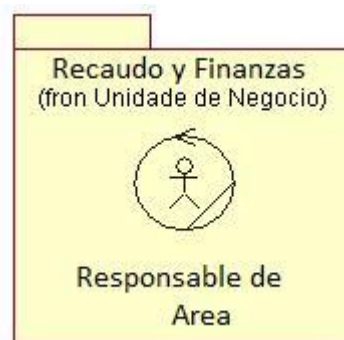 Recaudo y Finanzas
(fron Unidade de Negocio)
Responsable de
Area